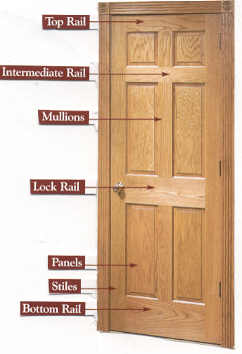 Top Rail
Intermediate Rail
Mullions
Lock Rail
Panels
Stiles
Bottom Rail